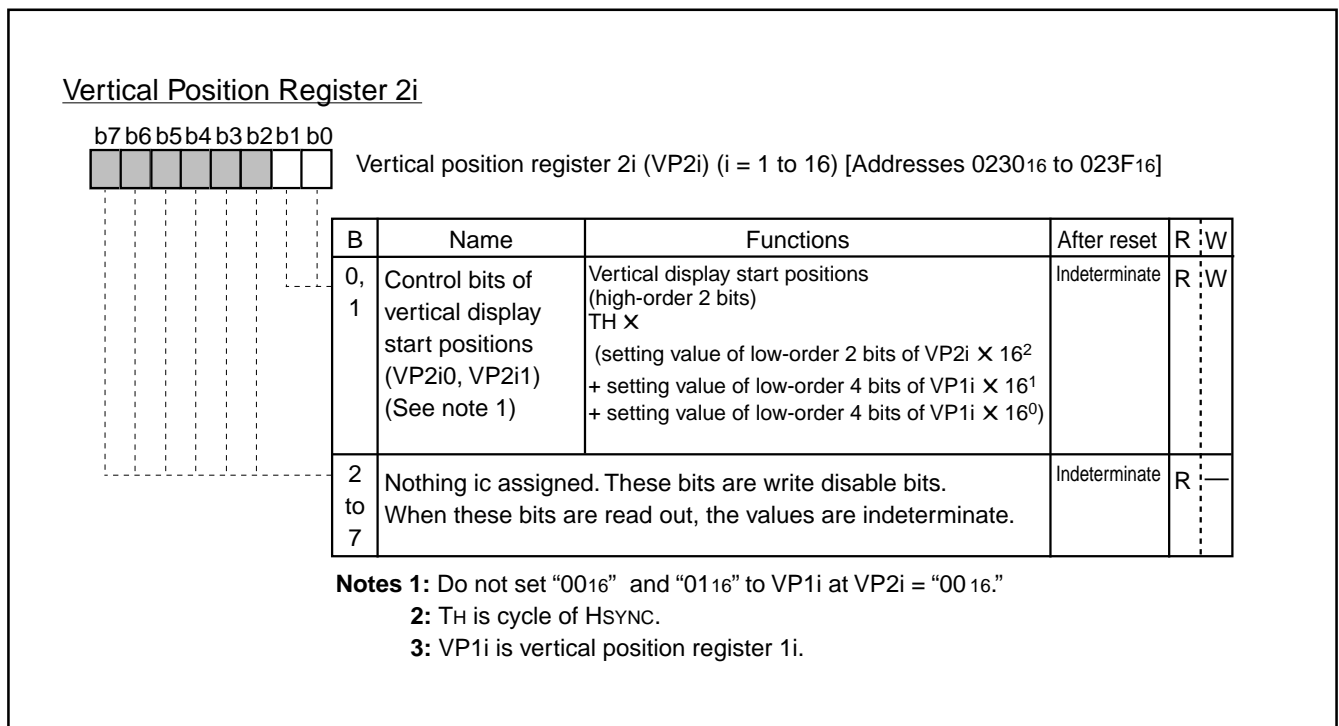 Vertical Position Register 2i
b7 b6 b5 b4 b3 b2 b1 b0
Vertical position register 2i (VP2i) (i = 1 to 16) [Addresses 023016 to 023F16]
B Name Functions After reset R W
0, 1
Control bits of
vertical display
start positions
(VP2i0, VP2i1)
(See note 1)
Vertical display start positions
(high-order 2 bits)
TH ×
(setting value of low-order 2 bits of VP2i × 16²
+ setting value of low-order 4 bits of VP1i × 16¹
+ setting value of low-order 4 bits of VP1i × 16⁰)
Indeterminate R W
2 to 7
Nothing ic assigned. These bits are write disable bits.
When these bits are read out, the values are indeterminate.
Indeterminate R —
Notes 1: Do not set “0016” and “0116” to VP1i at VP2i = “00 16.”
2: TH is cycle of HSYNC.
3: VP1i is vertical position register 1i.